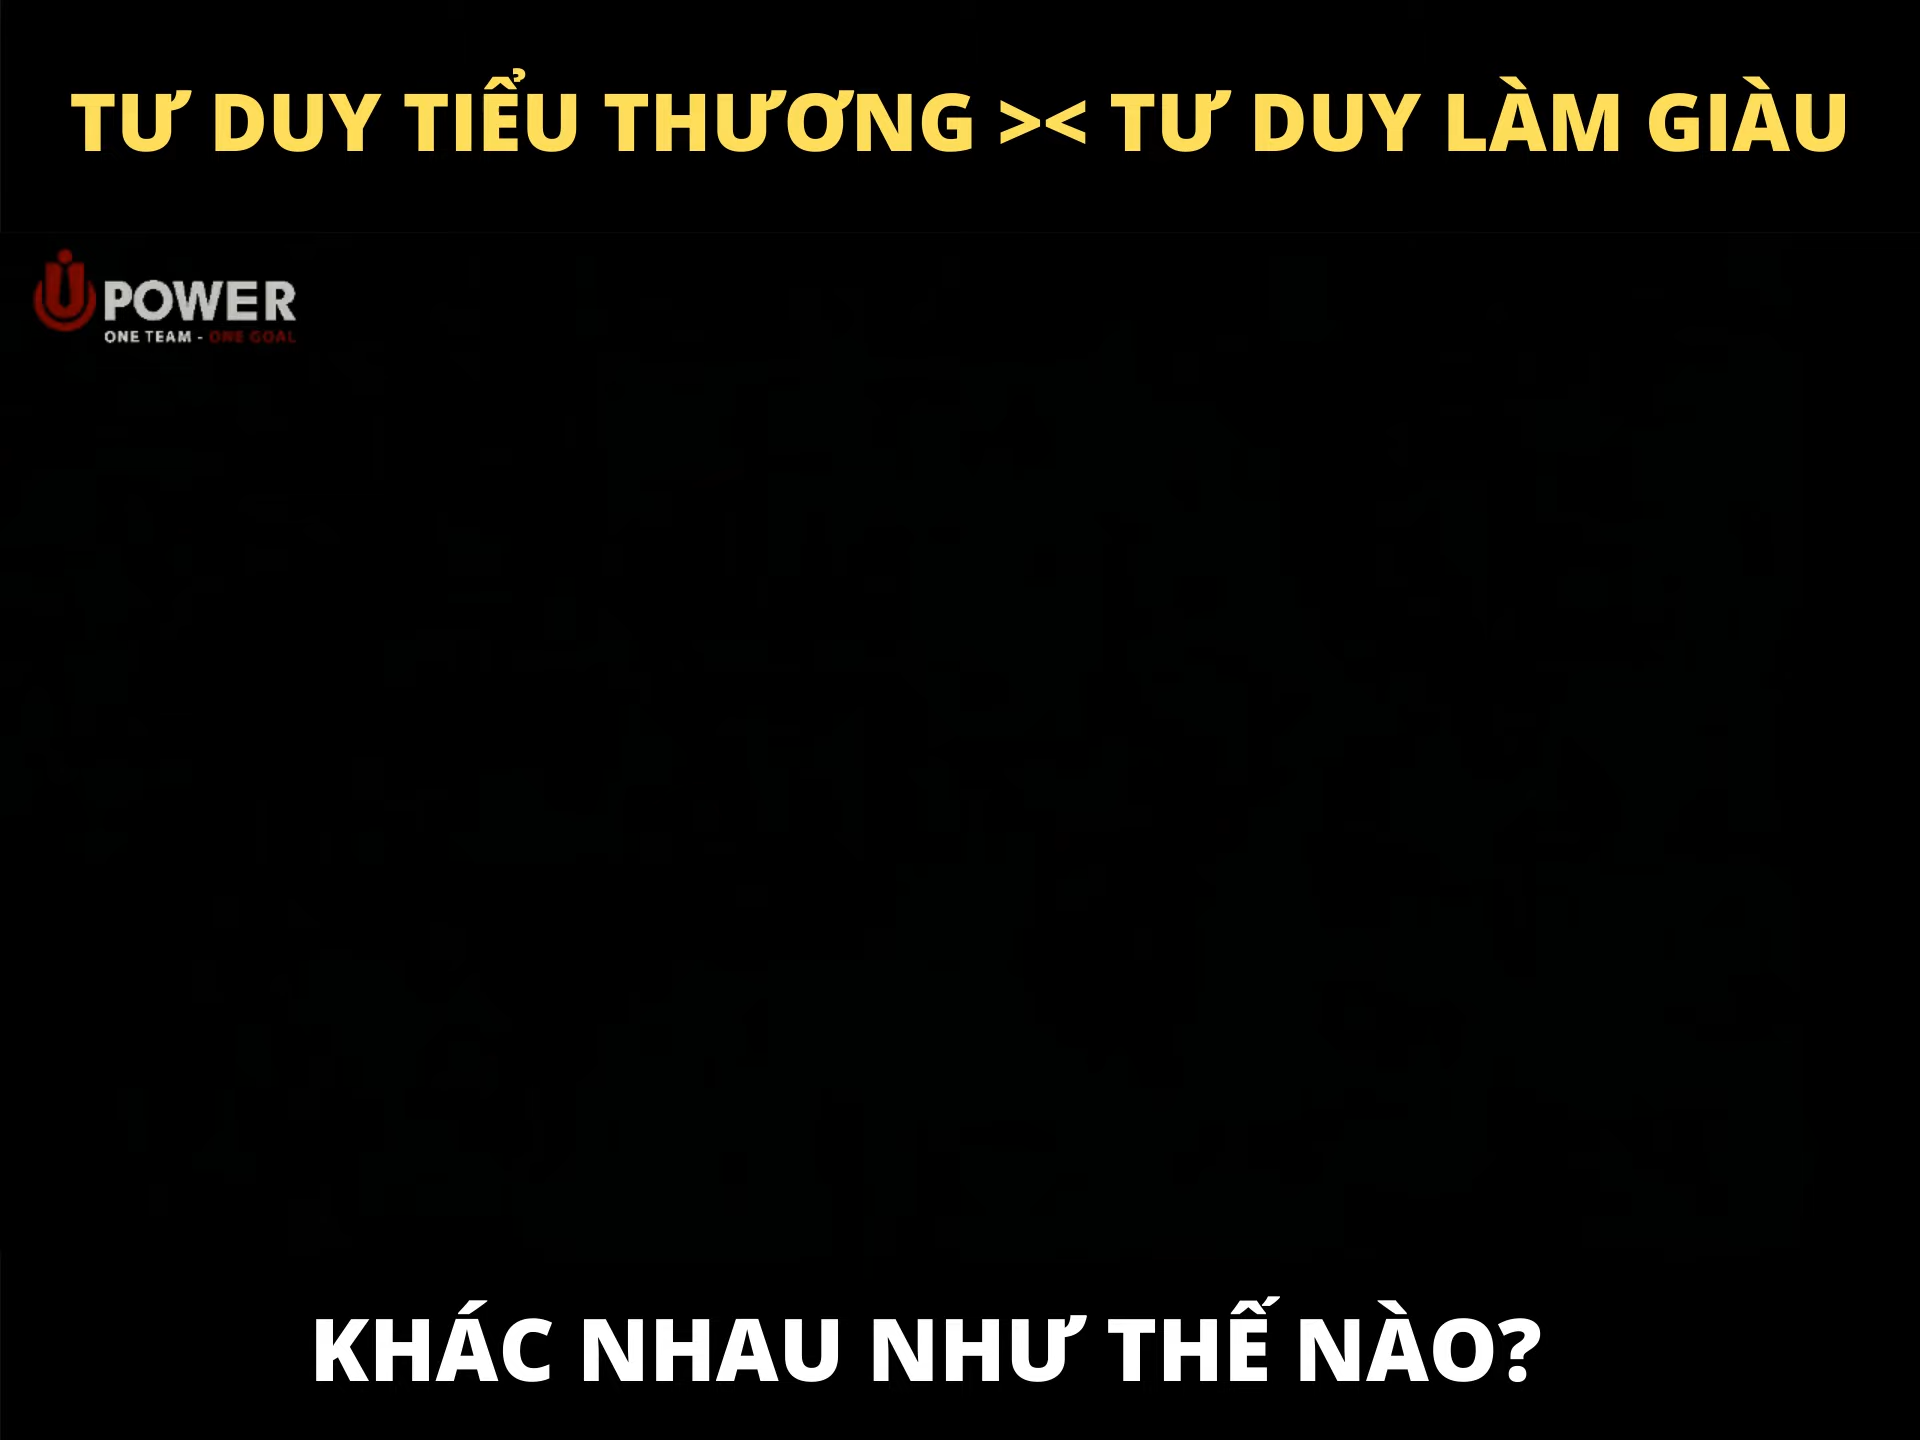 TƯ DUY TIỂU THƯƠNG >< TƯ DUY LÀM GIÀU
POWER
ONE TEAM - ONE GOAL
KHÁC NHAU NHƯ THẾ NÀO?